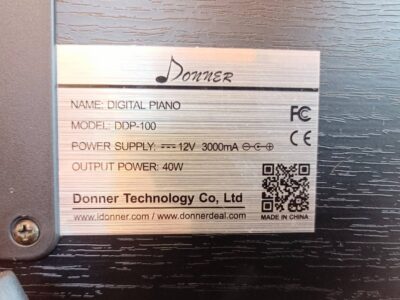 DONNER
NAME: DIGITAL PIANO
MODEL: DDP-100
POWER SUPPLY: ⎓ 12V 3000mA
OUTPUT POWER: 40W
Donner Technology Co, Ltd
www.idonner.com / www.donnerdeal.com
FC
CE
MADE IN CHINA